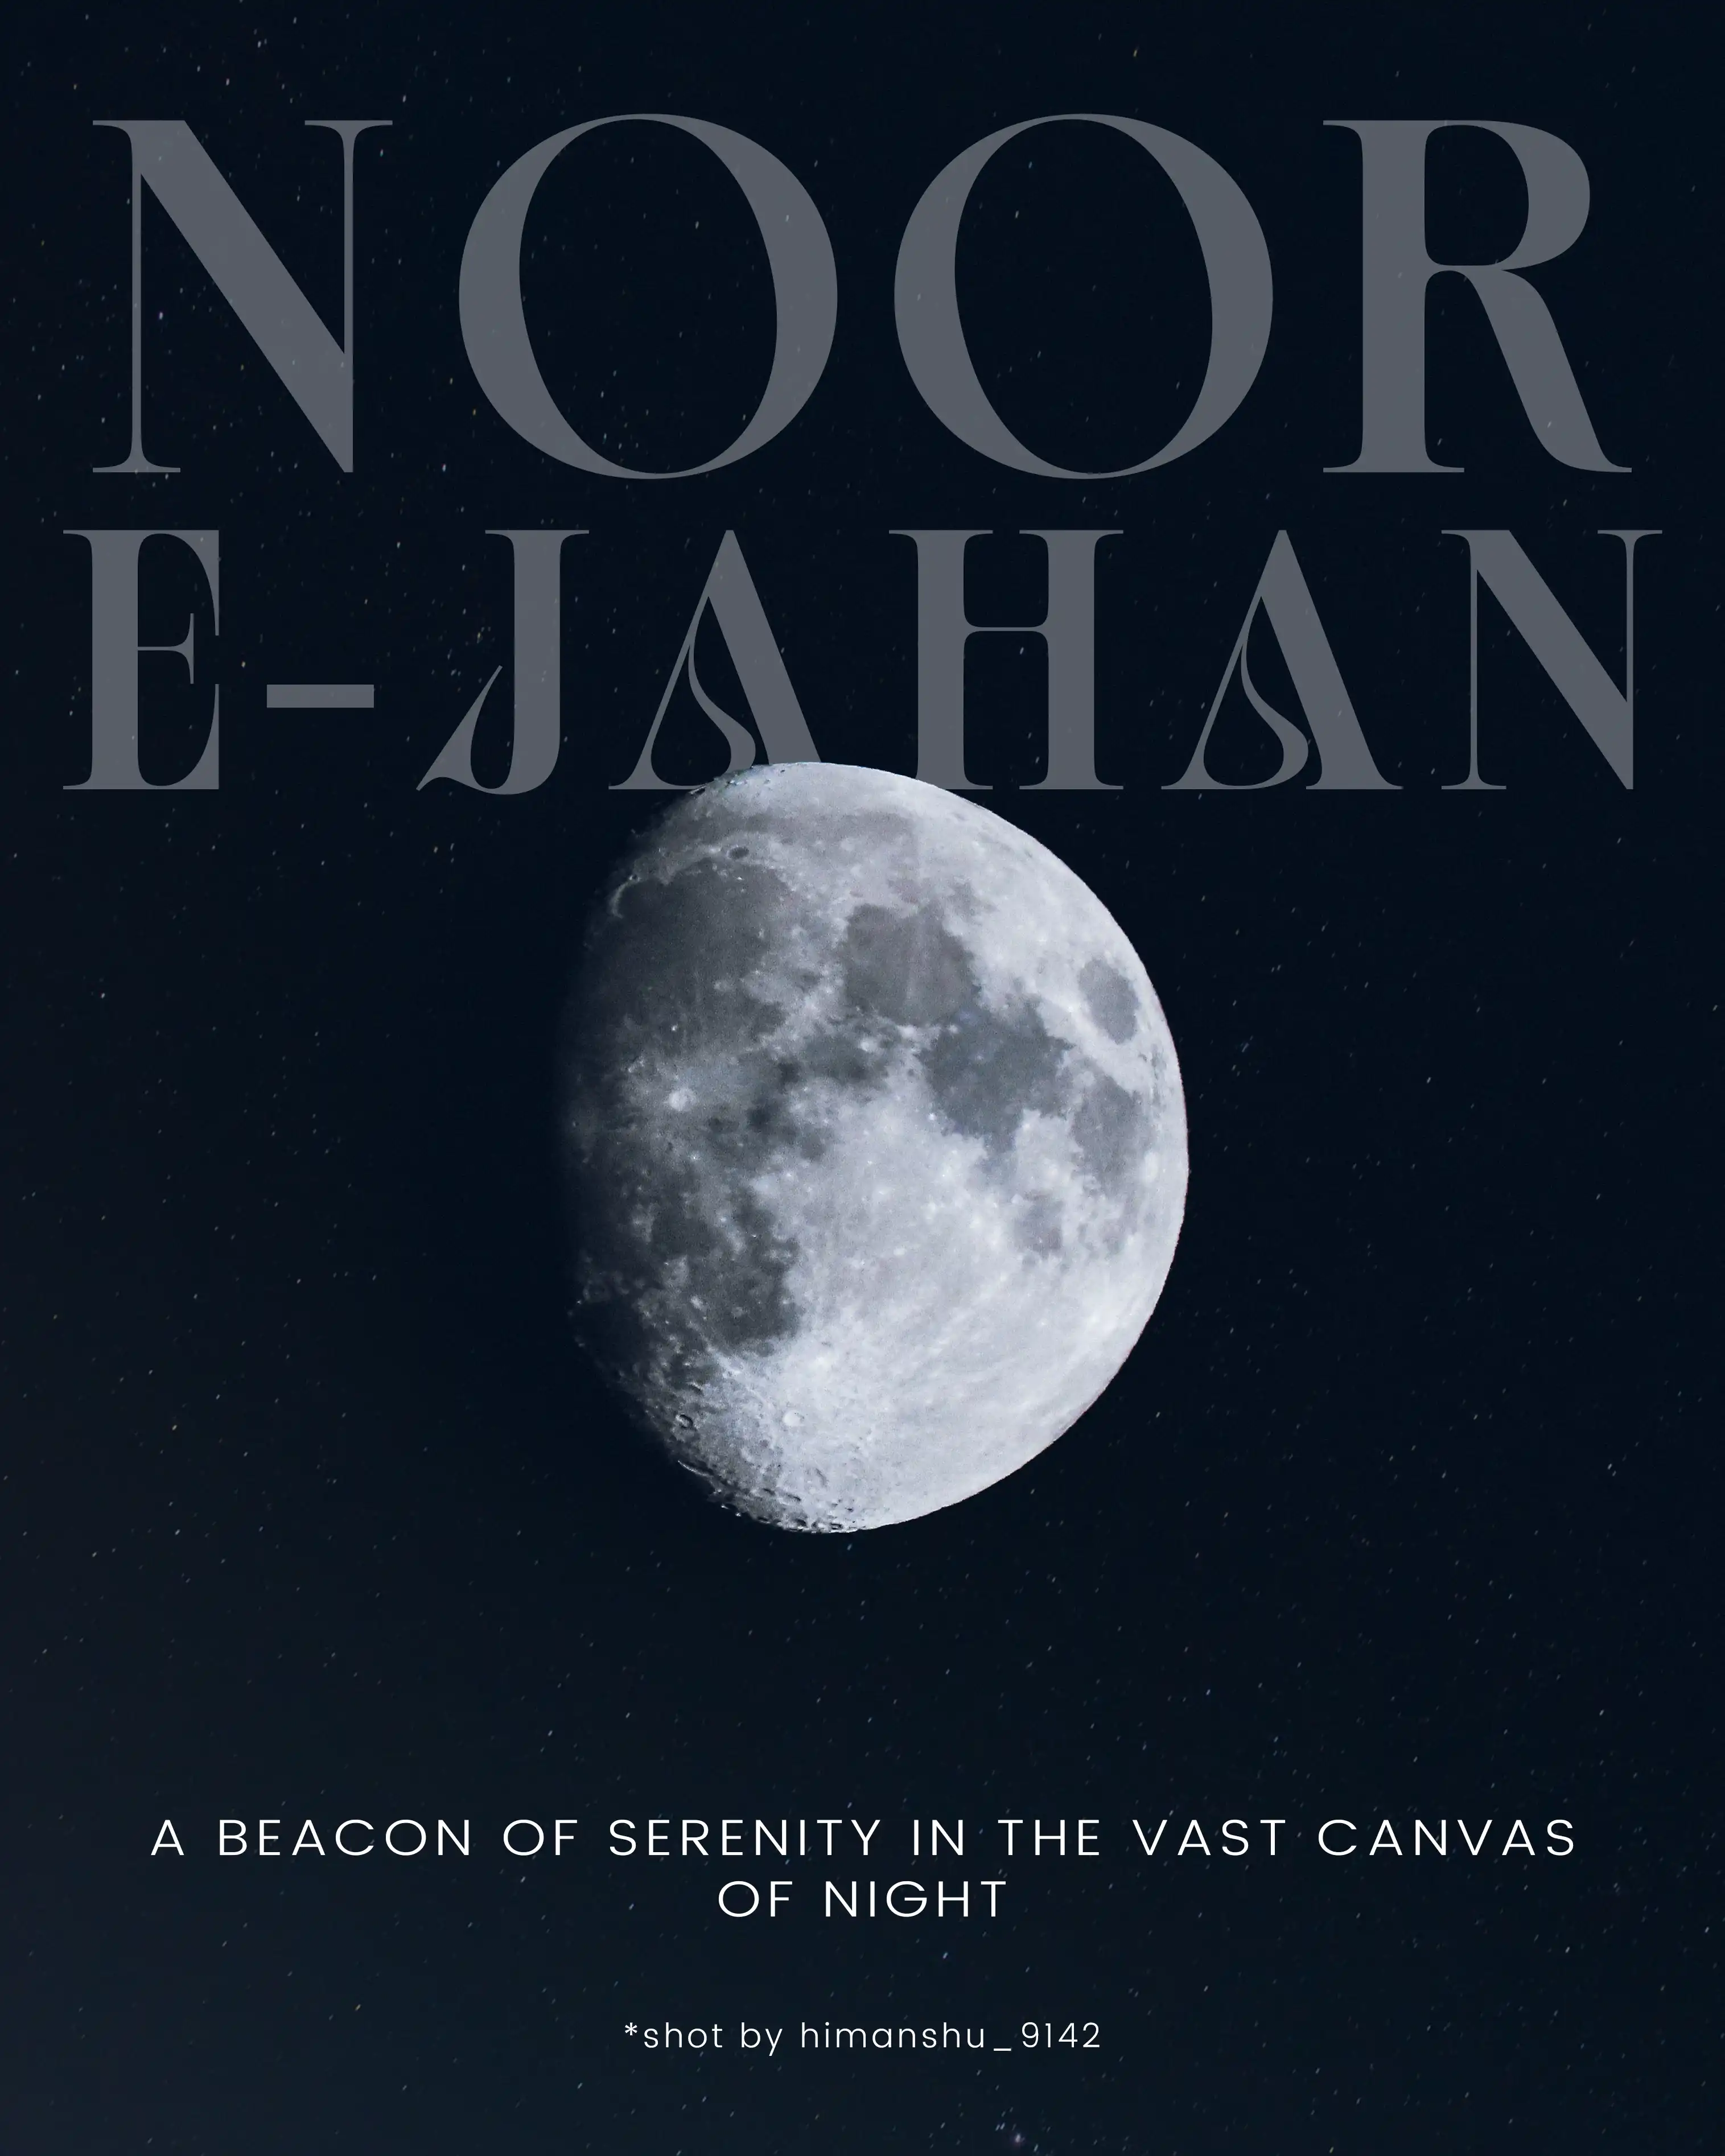 NOOR
E-JAHAN
A BEACON OF SERENITY IN THE VAST CANVAS
OF NIGHT
*shot by himanshu_9142